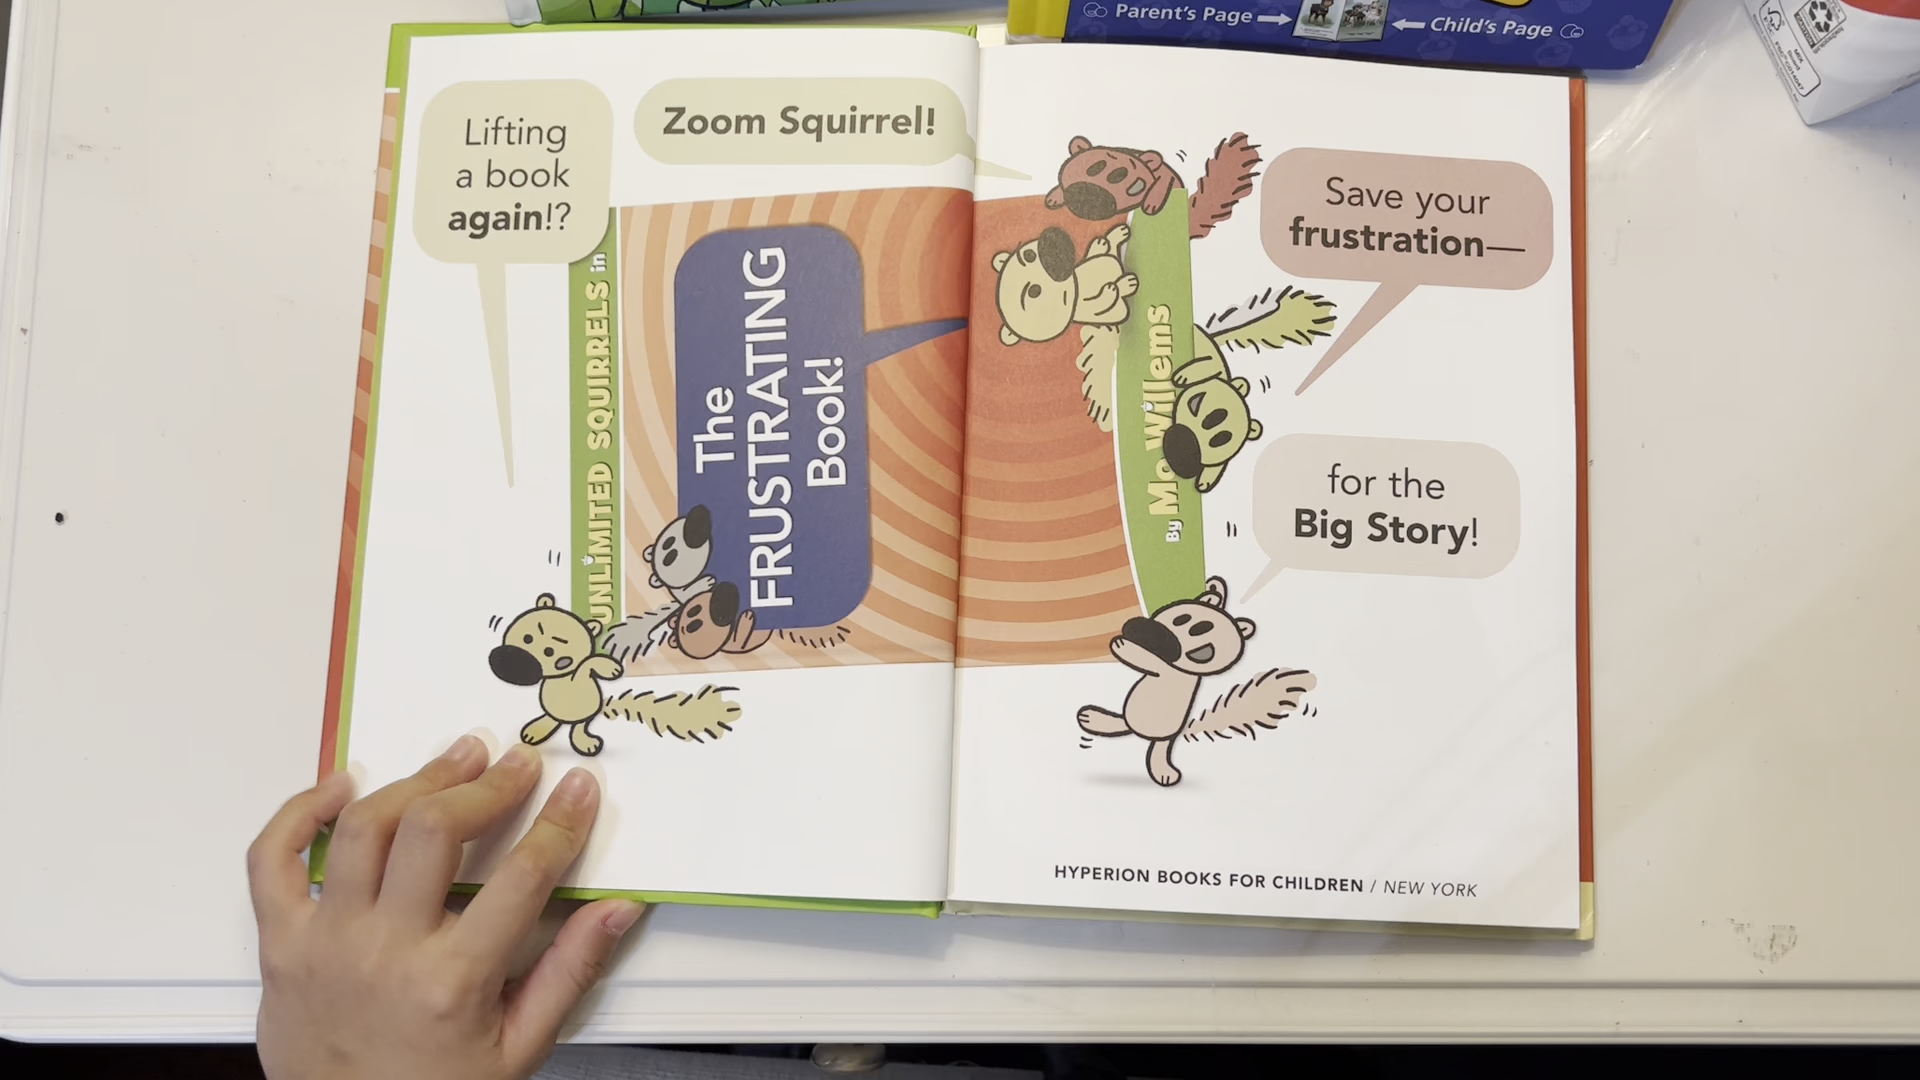 Parent's Page
Child's Page
Lifting
a book
again!?
Zoom Squirrel!
UNLIMITED SQUIRRELS in
The
FRUSTRATING
Book!
By Mo Willems
Save your
frustration—
for the
Big Story!
HYPERION BOOKS FOR CHILDREN / NEW YORK